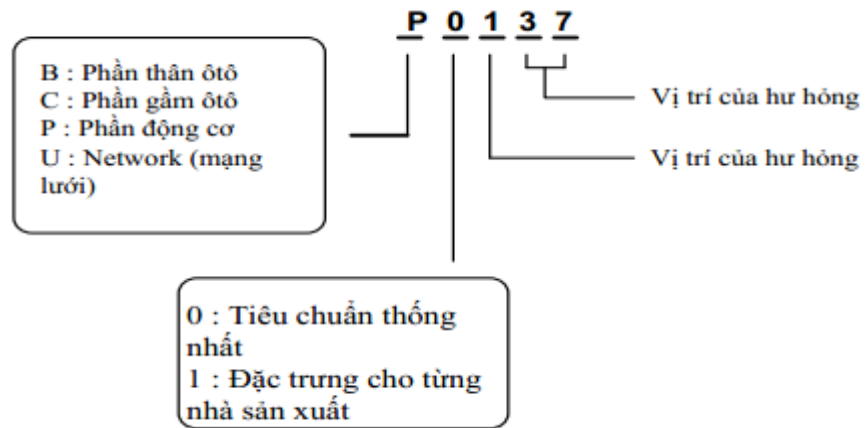 P 0 1 3 7
B : Phần thân ôtô
C : Phần gầm ôtô
P : Phần động cơ
U : Network (mạng
lưới)
Vị trí của hư hỏng
Vị trí của hư hỏng
0 : Tiêu chuẩn thống
nhất
1 : Đặc trưng cho từng
nhà sản xuất